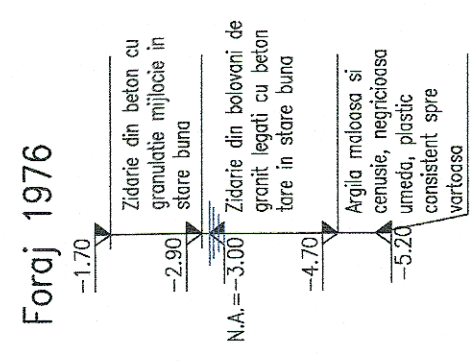 Foraj 1976
−1.70
Zidarie din beton cu
granulatie mijlocie in
stare buna
−2.90
N.A.=−3.00
Zidarie din bolovani de
granit legati cu beton
tare in stare buna
−4.70
Argila maloasa si
cenusie, negricioasa
umeda, plastic
consistent spre
vartoasa
−5.20